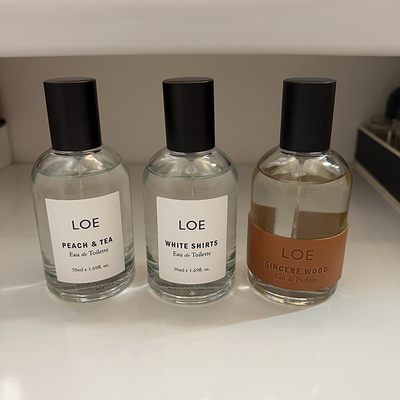 LOE
PEACH & TEA
Eau de Toilette
50ml e 1.69fl. oz.
LOE
WHITE SHIRTS
Eau de Toilette
50ml e 1.69fl. oz.
LOE
SINCERE WOOD
Eau de Parfum